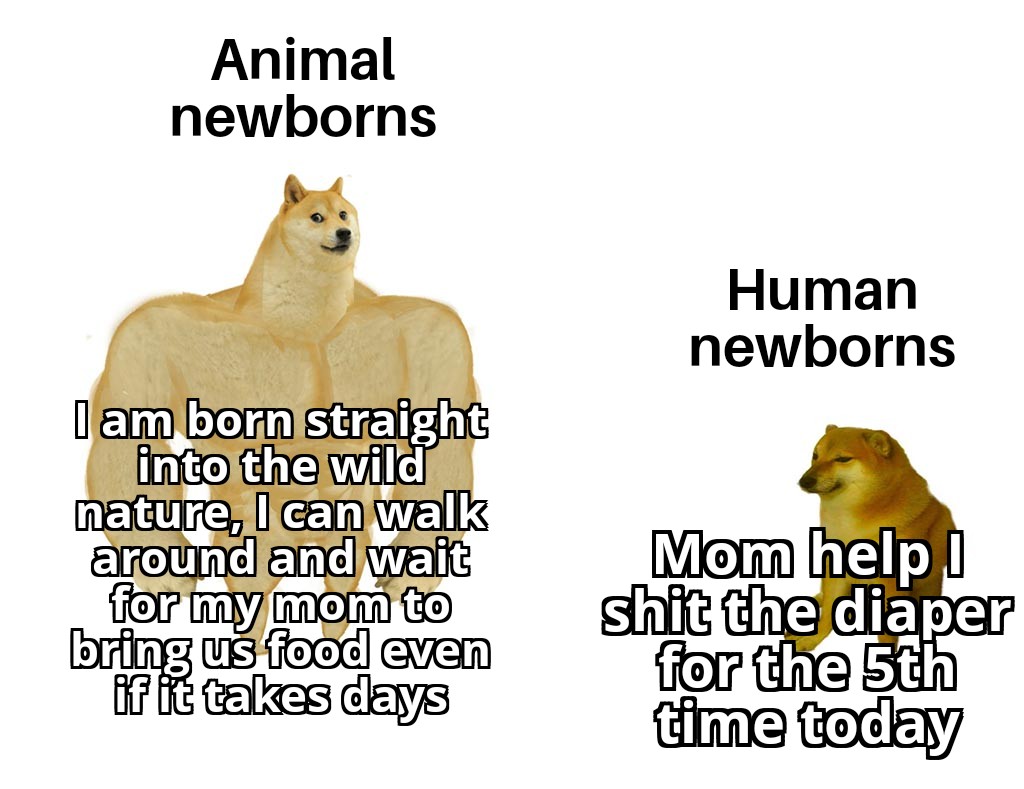 Animal
newborns
I am born straight
into the wild
nature, I can walk
around and wait
for my mom to
bring us food even
if it takes days
Human
newborns
Mom help I
shit the diaper
for the 5th
time today